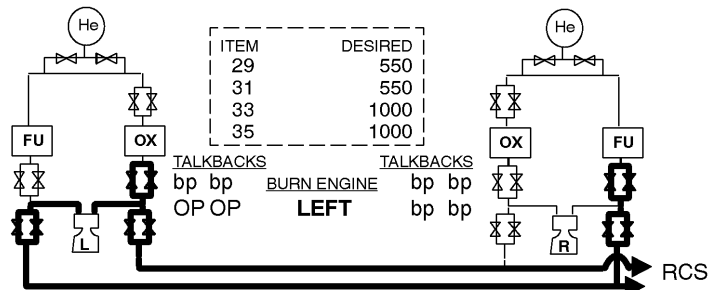 He
He
ITEM DESIRED
29 550
31 550
33 1000
35 1000
FU OX
OX FU
TALKBACKS TALKBACKS
bp bp BURN ENGINE bp bp
OP OP LEFT bp bp
L
R
RCS